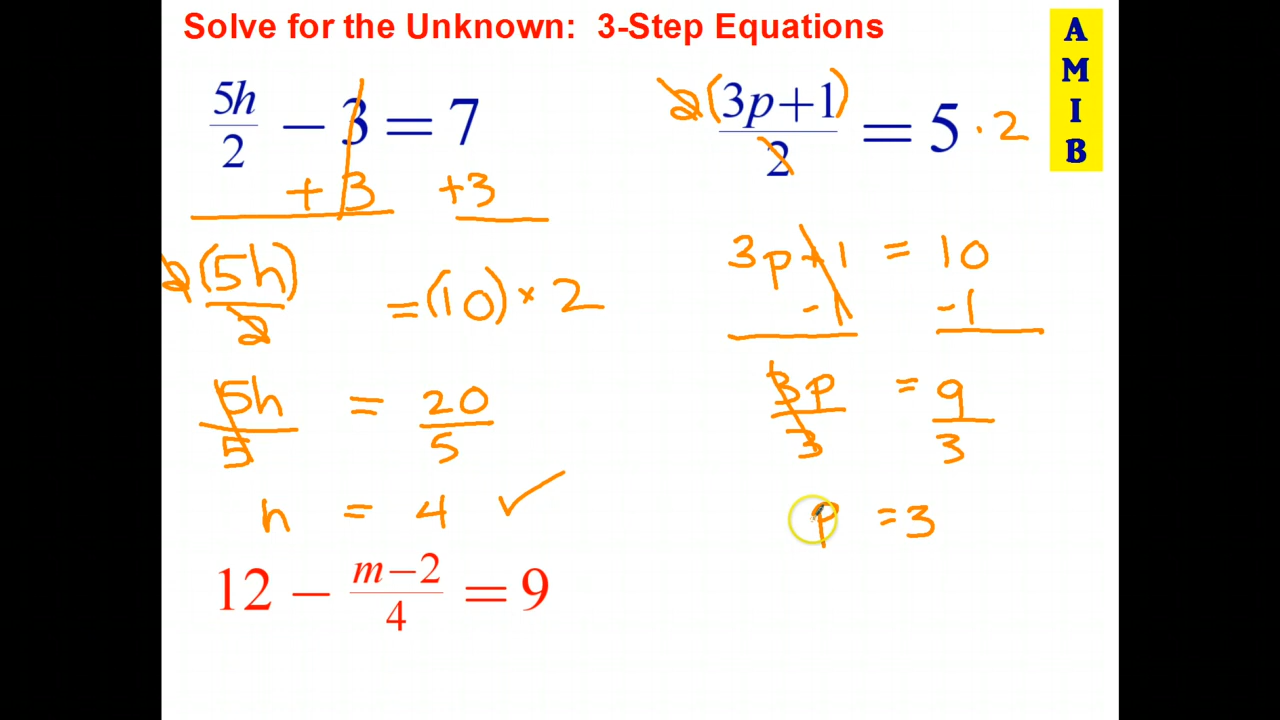 Solve for the Unknown: 3-Step Equations
A
M
I
B
5h/2 − 3 = 7
+ 3 +3
2(5h)/2 = (10) × 2
5h/5 = 20/5
h = 4 ✓
12 − m−2/4 = 9
2(3p+1)/2 = 5 · 2
3p+1 = 10
-1 -1
3p/3 = 9/3
p = 3